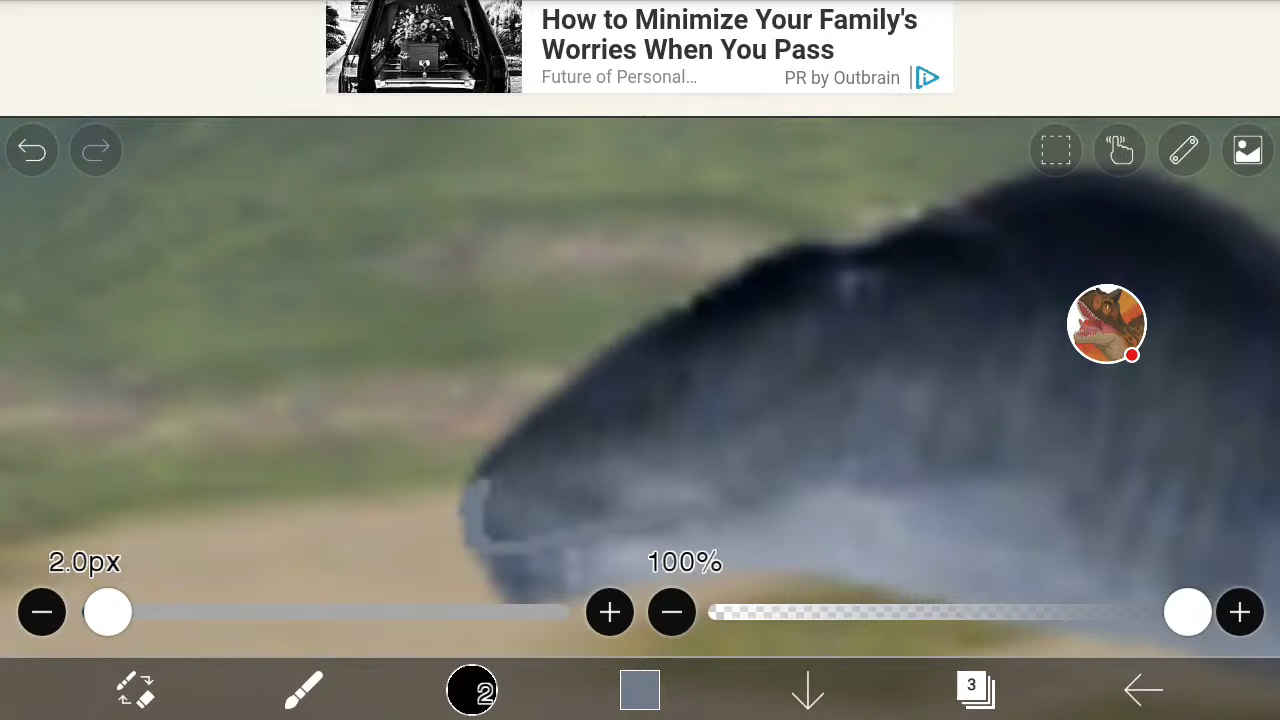 How to Minimize Your Family's
Worries When You Pass
Future of Personal...
PR by Outbrain
2.0px
100%
2
3